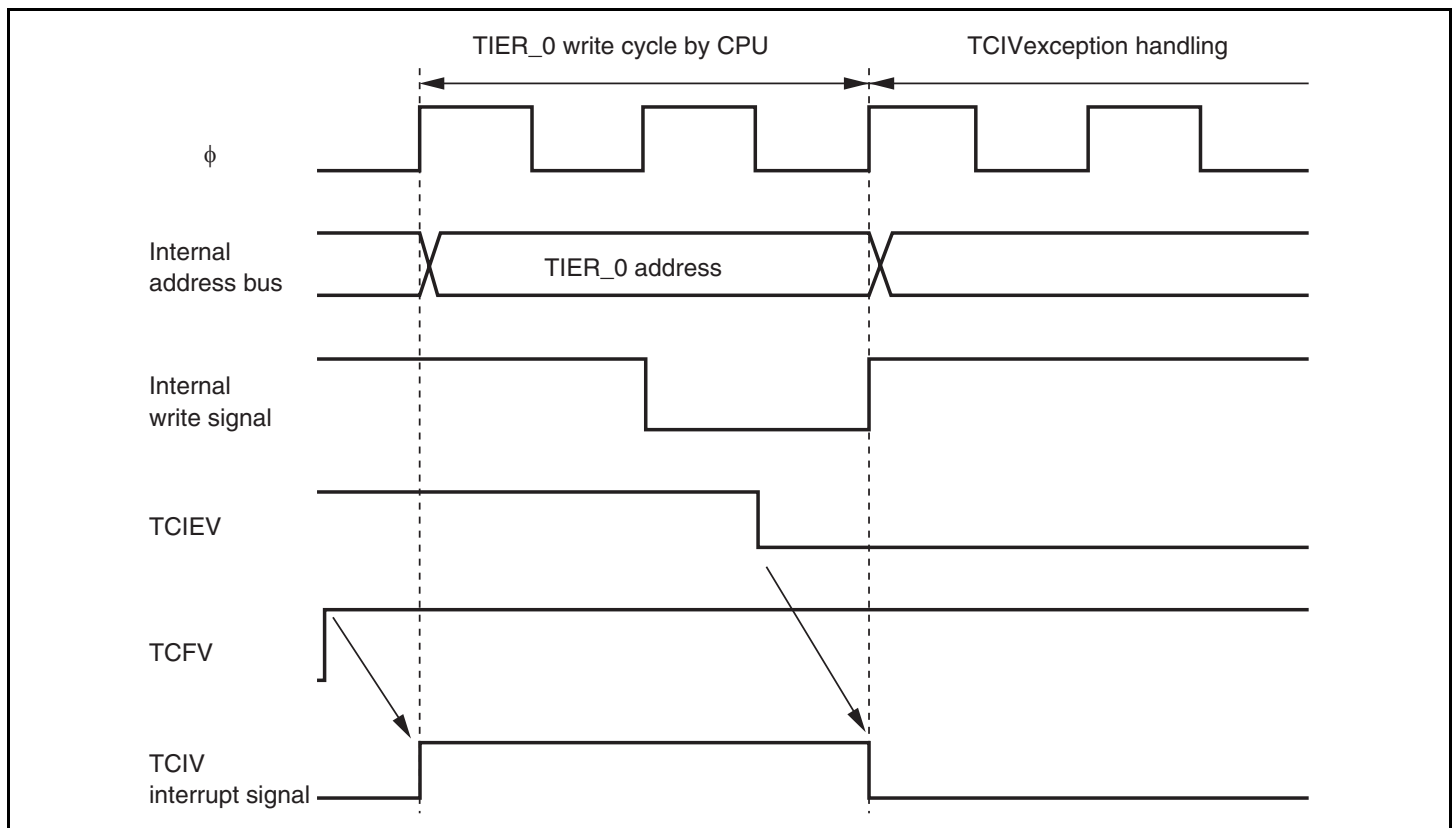 TIER_0 write cycle by CPU
TCIVexception handling
φ
Internal
address bus
TIER_0 address
Internal
write signal
TCIEV
TCFV
TCIV
interrupt signal